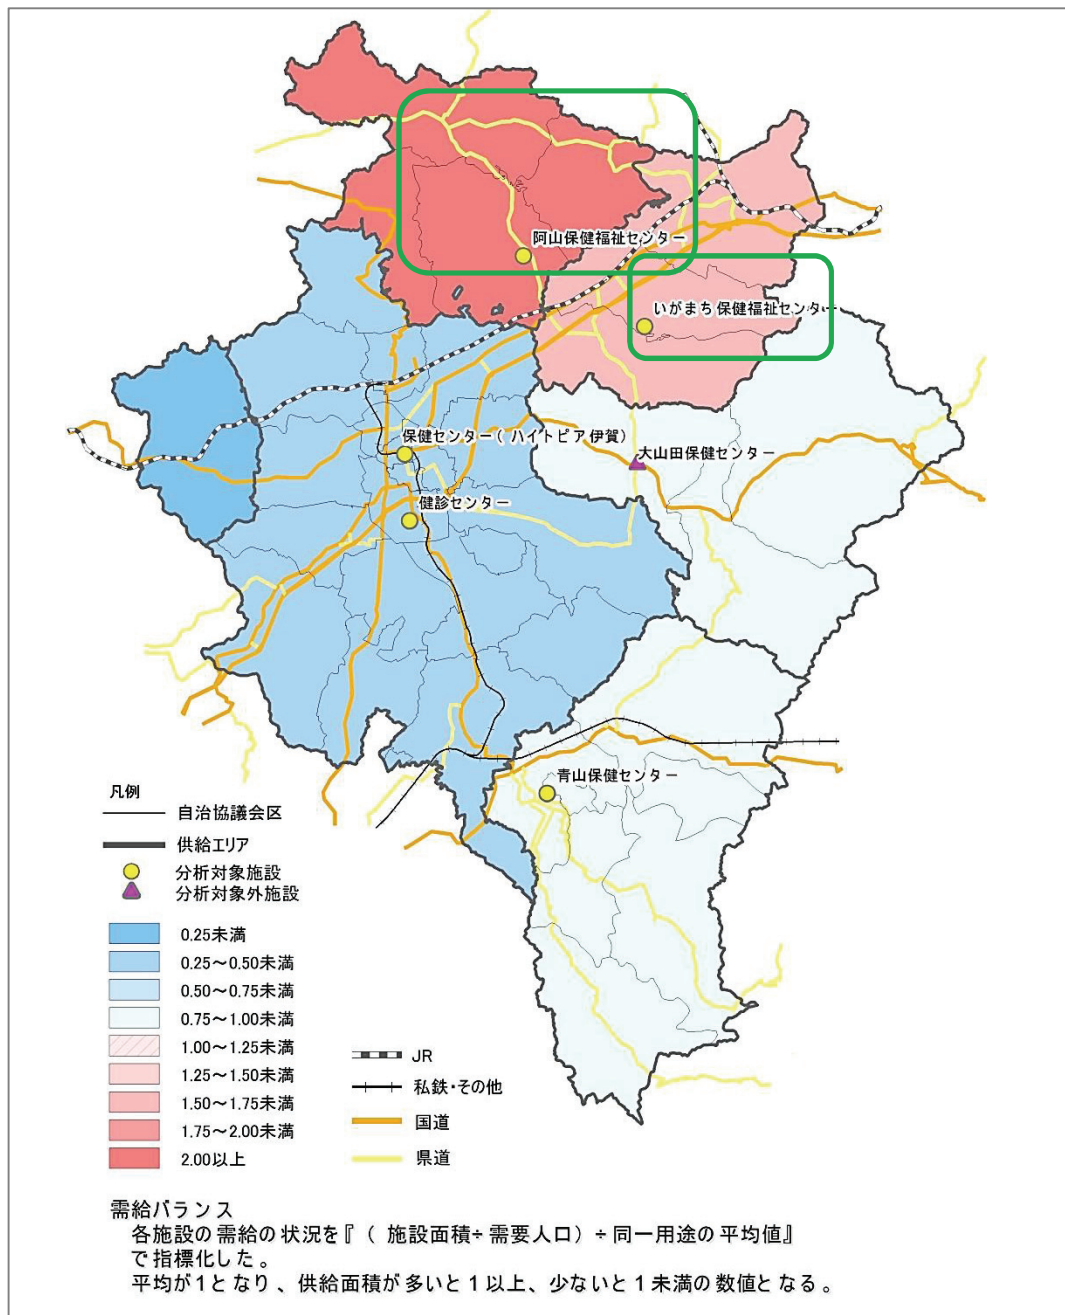 阿山保健福祉センター
いがまち保健福祉センター
保健センター(ハイトピア伊賀)
大山田保健センター
健診センター
青山保健センター
凡例
自治協議会区
供給エリア
分析対象施設
分析対象外施設
0.25未満
0.25～0.50未満
0.50～0.75未満
0.75～1.00未満
1.00～1.25未満
1.25～1.50未満
1.50～1.75未満
1.75～2.00未満
2.00以上
JR
私鉄・その他
国道
県道
需給バランス
各施設の需給の状況を『(施設面積÷需要人口)÷同一用途の平均値』
で指標化した。
平均が1となり、供給面積が多いと1以上、少ないと1未満の数値となる。